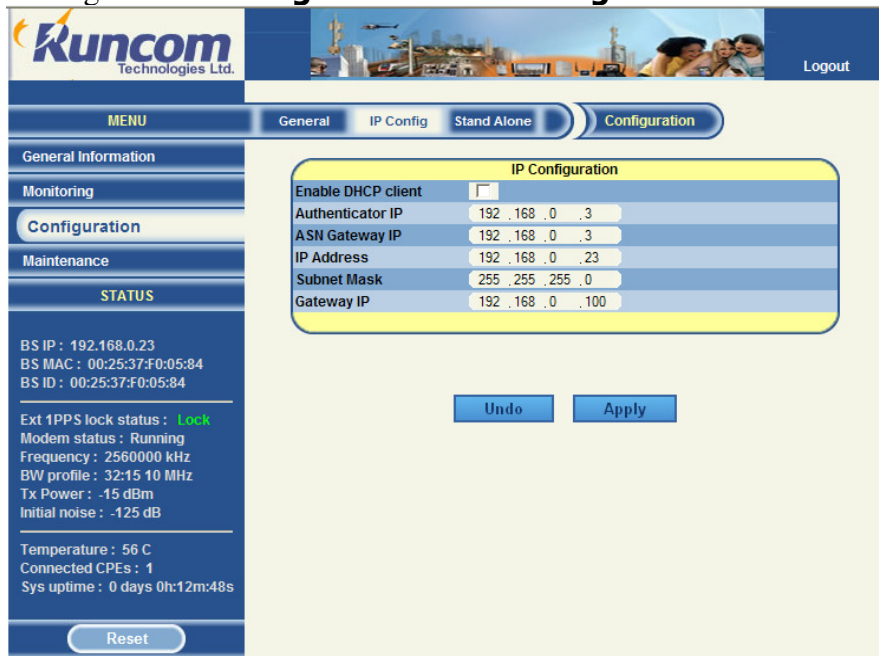 Runcom
Technologies Ltd.
Logout
MENU
General Information
Monitoring
Configuration
Maintenance
STATUS
BS IP : 192.168.0.23
BS MAC : 00:25:37:F0:05:84
BS ID : 00:25:37:F0:05:84
Ext 1PPS lock status : Lock
Modem status : Running
Frequency : 2560000 kHz
BW profile : 32:15 10 MHz
Tx Power : -15 dBm
Initial noise : -125 dB
Temperature : 56 C
Connected CPEs : 1
Sys uptime : 0 days 0h:12m:48s
Reset
General IP Config Stand Alone Configuration
IP Configuration
Enable DHCP client
Authenticator IP 192 . 168 . 0 . 3
ASN Gateway IP 192 . 168 . 0 . 3
IP Address 192 . 168 . 0 . 23
Subnet Mask 255 . 255 . 255 . 0
Gateway IP 192 . 168 . 0 . 100
Undo Apply